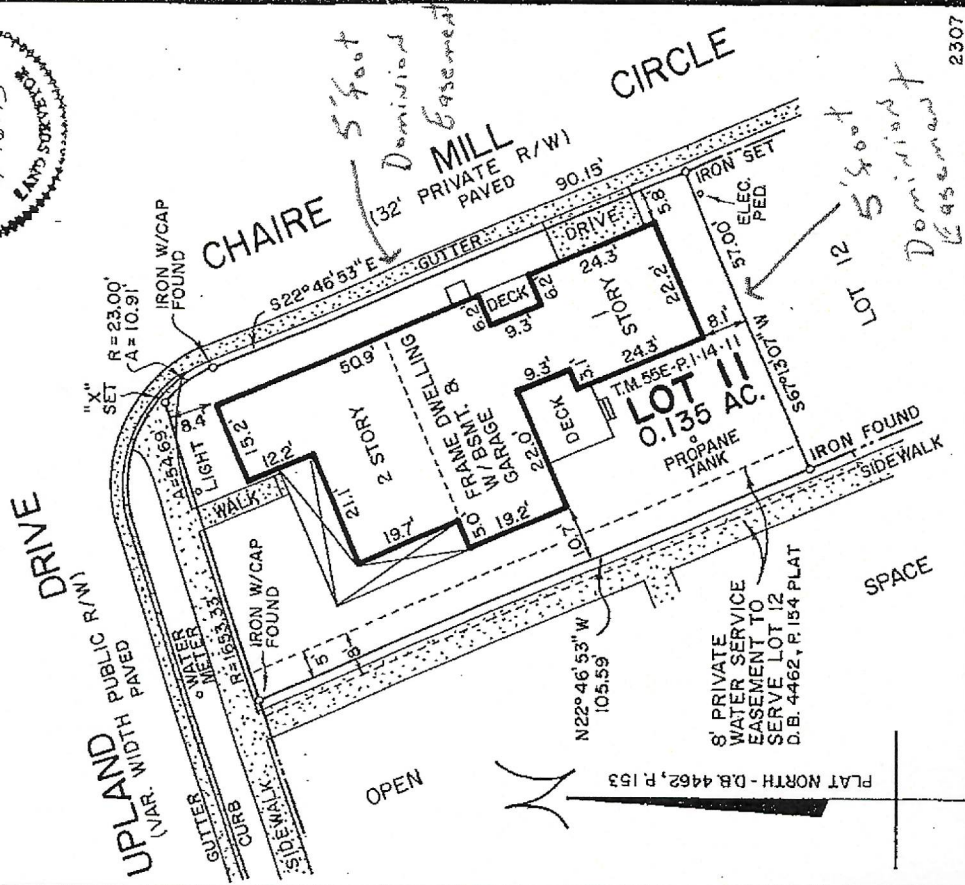 LAND SURVEYOR
UPLAND DRIVE
(VAR. WIDTH PUBLIC R/W)
PAVED
CHAIRE MILL CIRCLE
(32' PRIVATE R/W)
PAVED
5' foot
Dominion
Easement
2307
"X"
SET
R=23.00'
A=10.91'
IRON W/CAP
FOUND
S22°46'53"E
90.15'
GUTTER
DRIVE
IRON SET
ELEC.
PED.
5.8'
57.00'
5' foot
Dominion
Easement
LOT 12
A=54.69'
8.4'
LIGHT
15.2'
50.9'
6.2'
DECK
6.2'
9.3'
24.3'
1 STORY
22.2'
8.1'
S67°13'07"W
WALK
12.2'
2 STORY
21.1'
19.7'
FRAME DWELLING
W/BSMT. &
GARAGE
9.3'
3.1'
24.3'
T.M. 55E-P.1-14-11
LOT 11
0.135 AC.
DECK
22.0'
5.0'
19.2'
PROPANE
TANK
IRON FOUND
SIDEWALK
WATER
METER
R=1653.33'
IRON W/CAP
FOUND
5'
8'
10.7'
N22°46'53"W
105.59'
GUTTER
CURB
SIDEWALK
OPEN
SPACE
8' PRIVATE
WATER SERVICE
EASEMENT TO
SERVE LOT 12
D.B. 4462, P. 154 PLAT
PLAT NORTH - D.B. 4462, P. 153